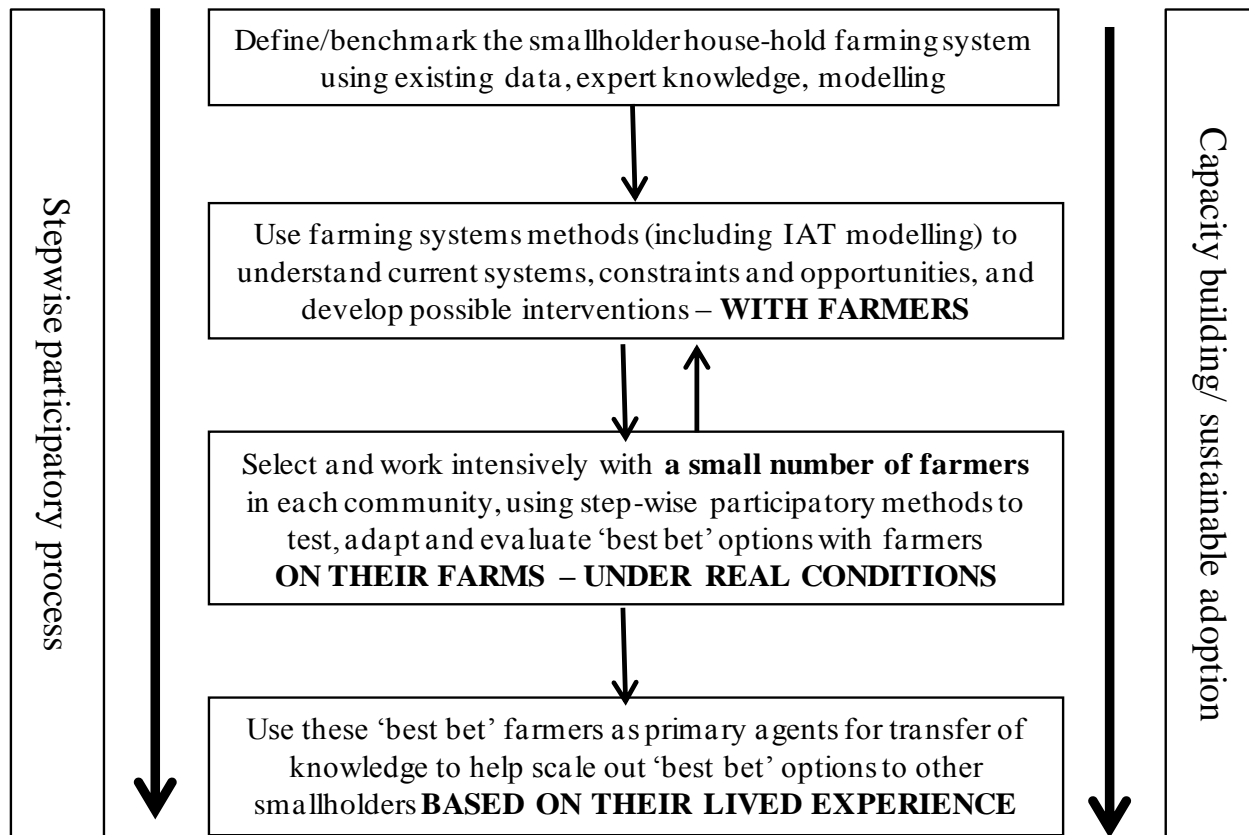 Define/benchmark the smallholder house-hold farming system
using existing data, expert knowledge, modelling
Use farming systems methods (including IAT modelling) to
understand current systems, constraints and opportunities, and
develop possible interventions – WITH FARMERS
Select and work intensively with a small number of farmers
in each community, using step-wise participatory methods to
test, adapt and evaluate ‘best bet’ options with farmers
ON THEIR FARMS – UNDER REAL CONDITIONS
Use these ‘best bet’ farmers as primary agents for transfer of
knowledge to help scale out ‘best bet’ options to other
smallholders BASED ON THEIR LIVED EXPERIENCE
Stepwise participatory process
Capacity building/ sustainable adoption